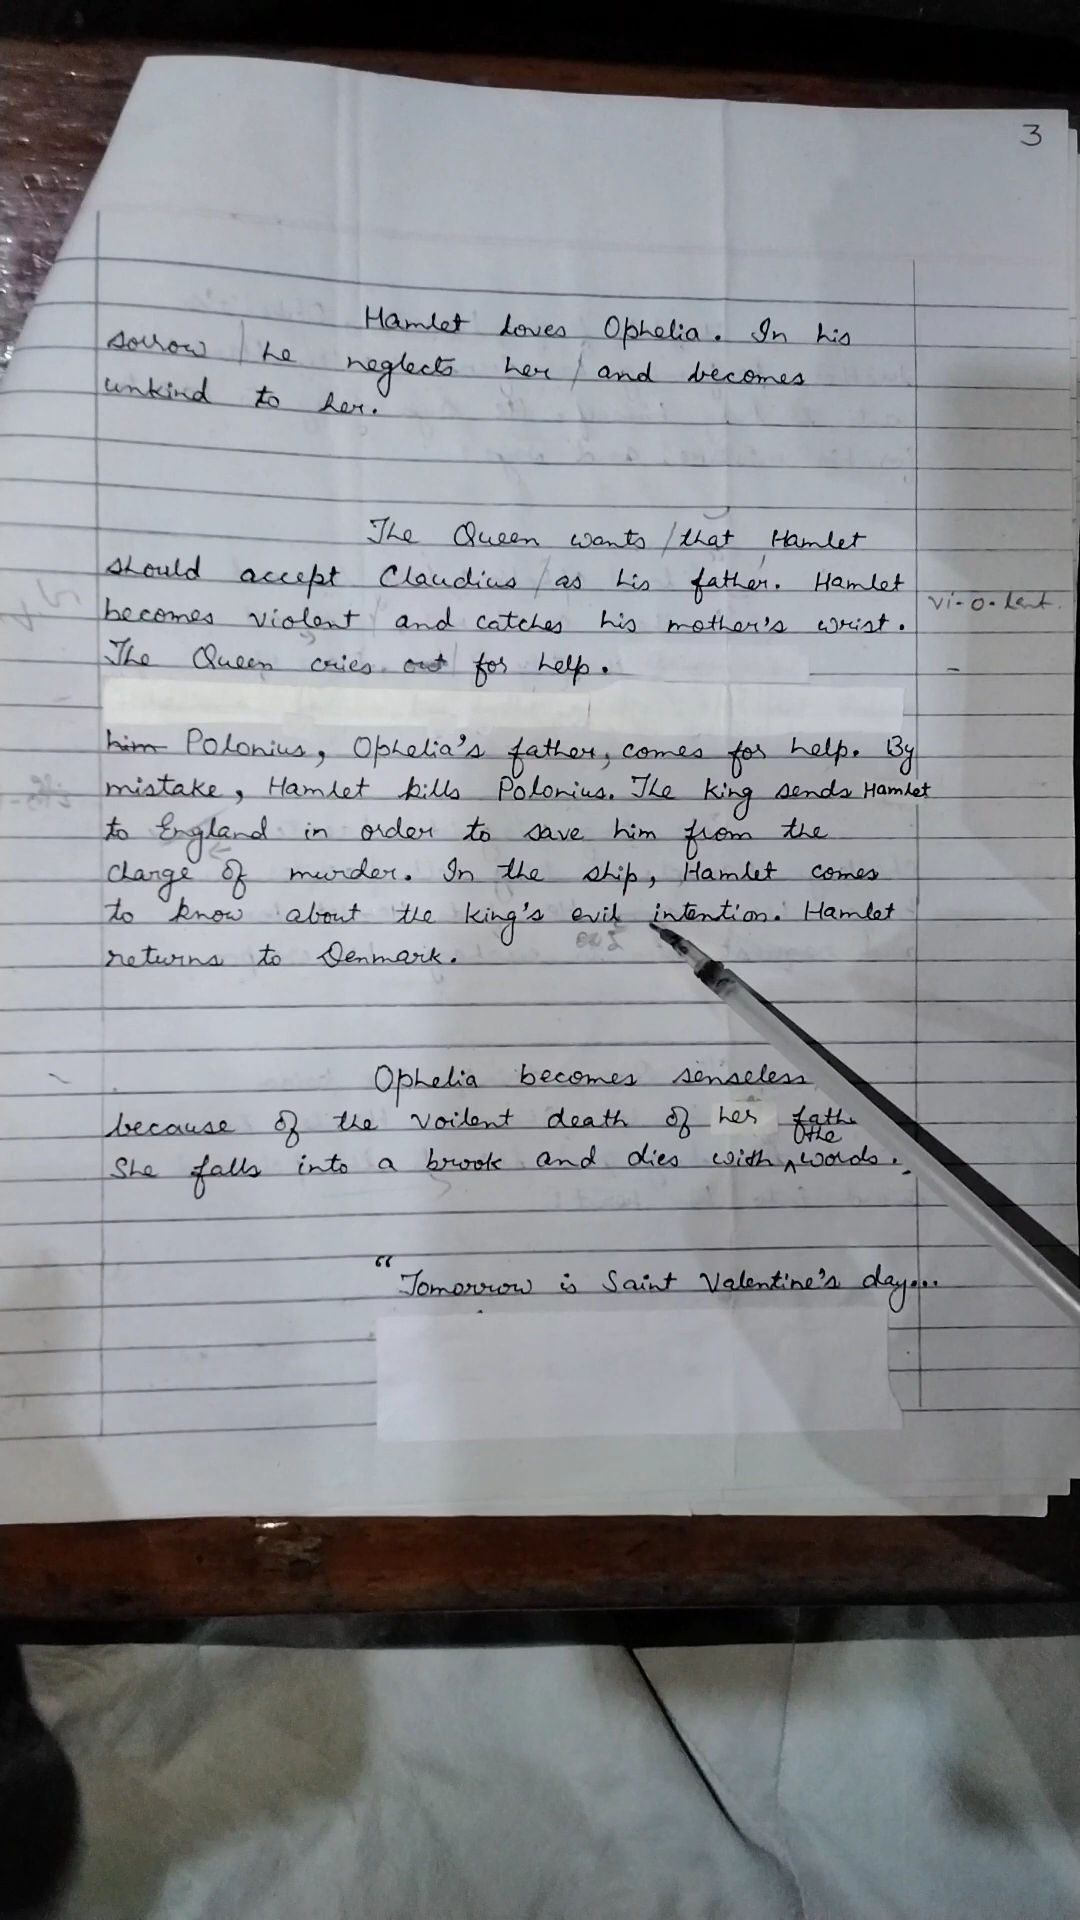 3
Hamlet loves Ophelia. In his
sorrow / he neglects her / and becomes
unkind to her.
The Queen wants / that Hamlet
should accept Claudius / as his father. Hamlet
becomes violent and catches his mother's wrist.
vi-o-lent.
The Queen cries out for help.
him Polonius, Ophelia's father, comes for help. By
mistake, Hamlet kills Polonius. The king sends Hamlet
to England in order to save him from the
charge of murder. In the ship, Hamlet comes
to know about the king's evil intention. Hamlet
returns to Denmark.
Ophelia becomes senseless
because of the voilent death of her fathe
She falls into a brook and dies with the words.
"Tomorrow is Saint Valentine's day...